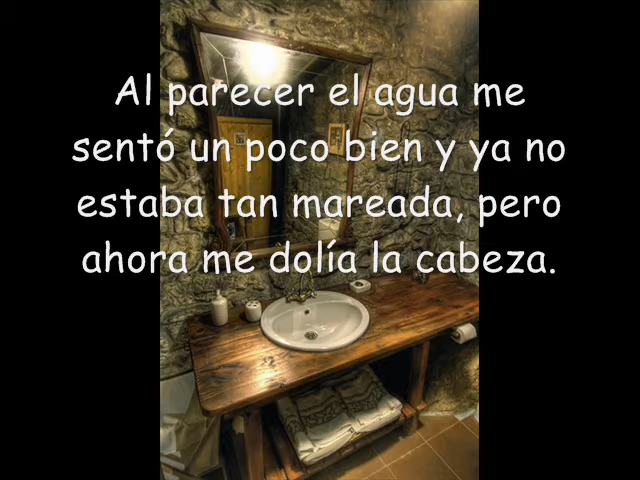 Al parecer el agua me
sentó un poco bien y ya no
estaba tan mareada, pero
ahora me dolía la cabeza.